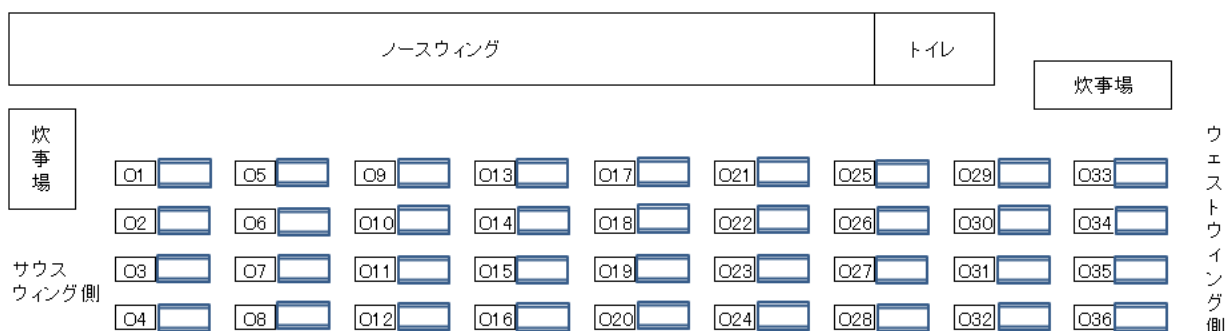 ノースウィング
トイレ
炊事場
炊事場
O1 O5 O9 O13 O17 O21 O25 O29 O33
O2 O6 O10 O14 O18 O22 O26 O30 O34
O3 O7 O11 O15 O19 O23 O27 O31 O35
O4 O8 O12 O16 O20 O24 O28 O32 O36
サウス
ウィング側
ウェストウィング側